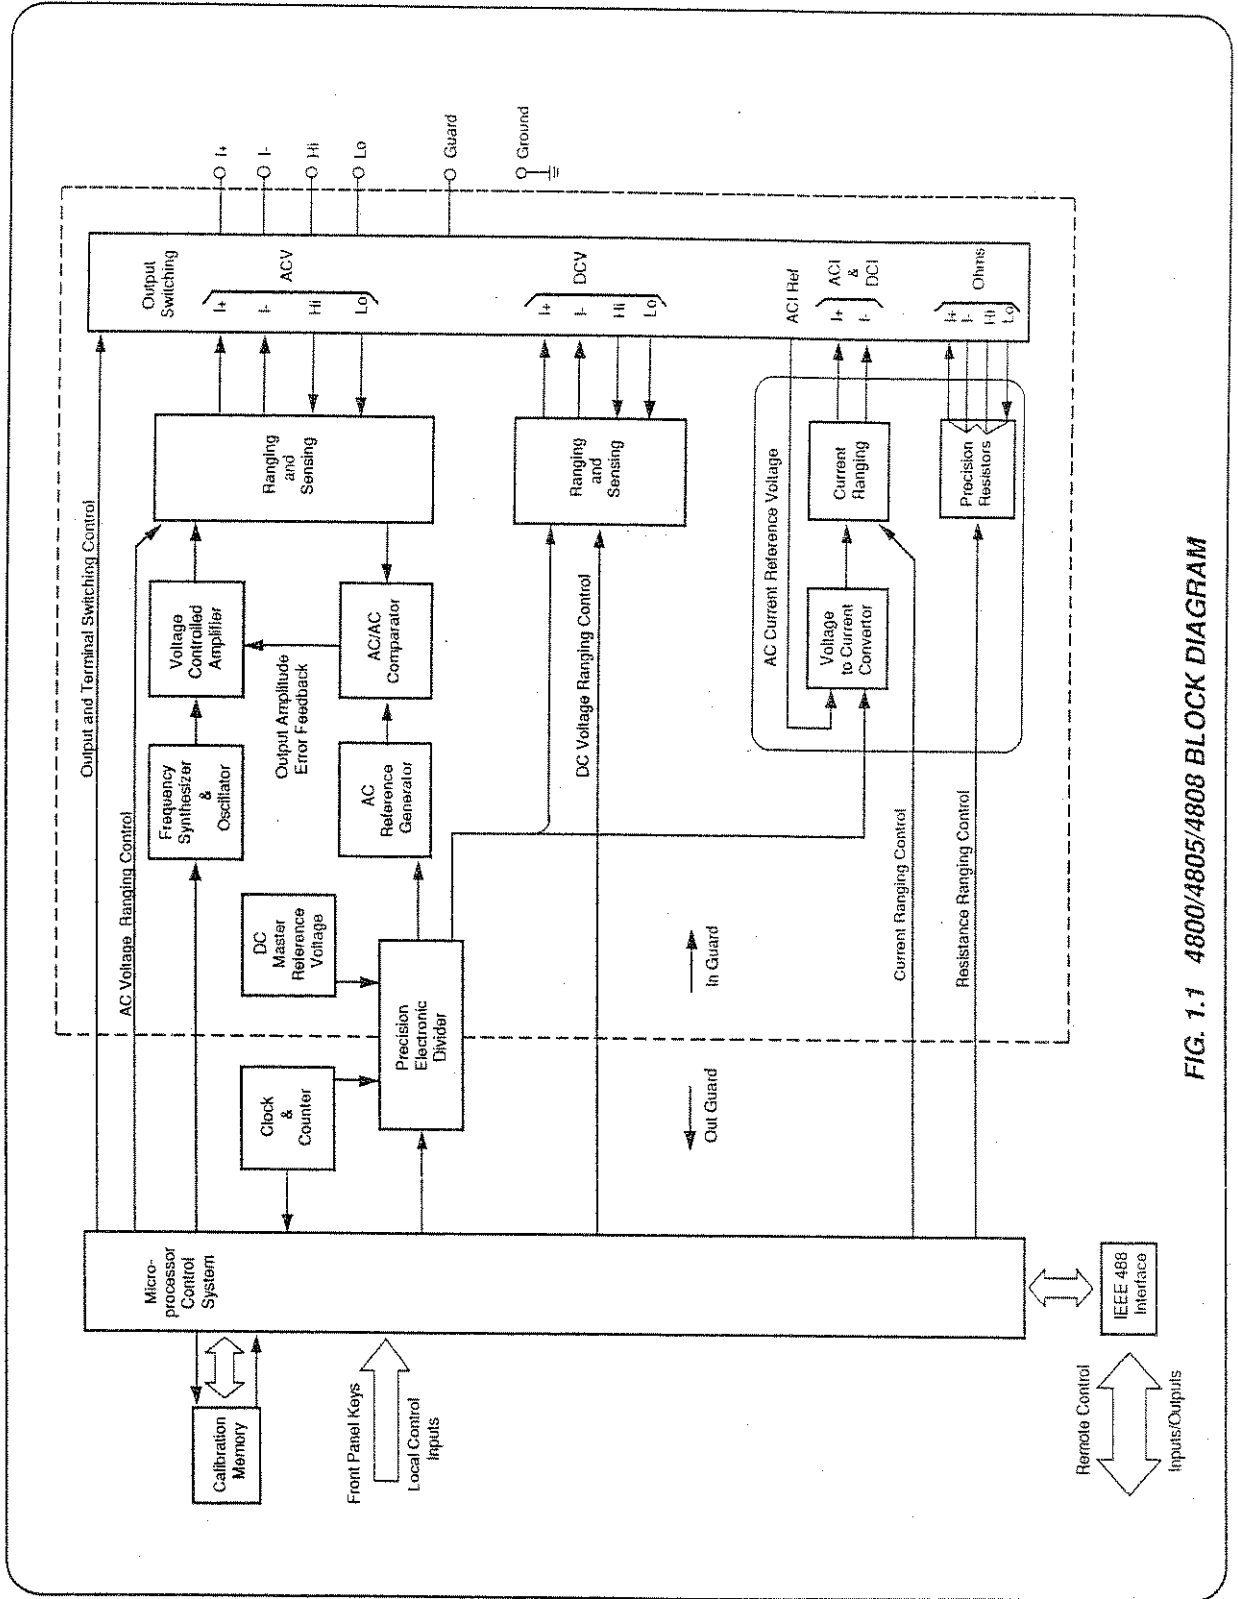 Calibration
Memory
Front Panel Keys
Local Control
Inputs
Remote Control
Inputs/Outputs
Micro-
processor
Control
System
IEEE 488
Interface
Output and Terminal Switching Control
AC Voltage Ranging Control
Clock
&
Counter
Precision
Electronic
Divider
DC
Master
Reference
Voltage
Out Guard
In Guard
Frequency
Synthesizer
&
Oscillator
Voltage
Controlled
Amplifier
Output Amplitude
Error Feedback
AC
Reference
Generator
AC/AC
Comparator
Ranging
and
Sensing
DC Voltage Ranging Control
Ranging
and
Sensing
AC Current Reference Voltage
Voltage
to Current
Convertor
Current
Ranging
Current Ranging Control
Resistance Ranging Control
Precision
Resistors
Output
Switching
I+
I-
Hi
Lo
ACV
I+
I-
Hi
Lo
DCV
ACI Ref
I+
I-
ACI
&
DCI
I+
I-
Hi
Lo
Ohms
I+
I-
Hi
Lo
Guard
Ground
FIG. 1.1 4800/4805/4808 BLOCK DIAGRAM